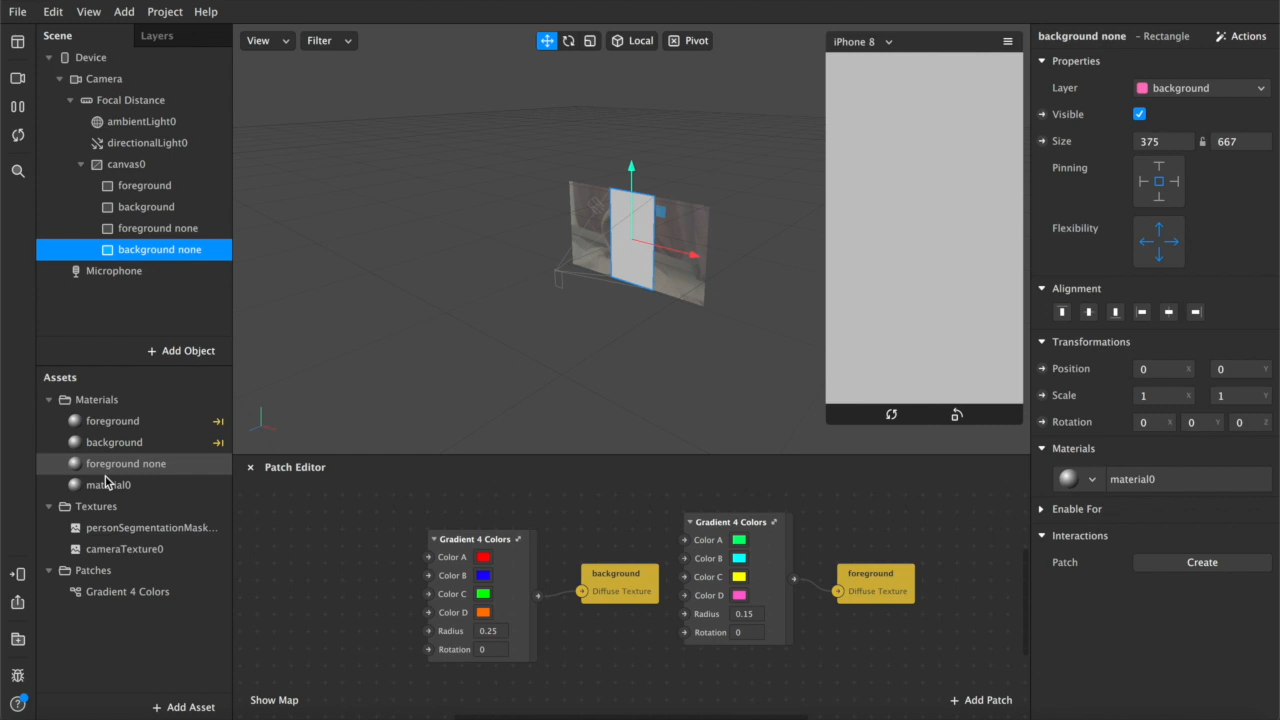 File Edit View Add Project Help
Scene Layers
Device
Camera
Focal Distance
ambientLight0
directionalLight0
canvas0
foreground
background
foreground none
background none
Microphone
Add Object
Assets
Materials
foreground
background
foreground none
material0
Textures
personSegmentationMask...
cameraTexture0
Patches
Gradient 4 Colors
Add Asset
View Filter Local Pivot
iPhone 8
Patch Editor
Gradient 4 Colors
Color A
Color B
Color C
Color D
Radius 0.25
Rotation 0
background
Diffuse Texture
Gradient 4 Colors
Color A
Color B
Color C
Color D
Radius 0.15
Rotation 0
foreground
Diffuse Texture
Show Map
Add Patch
background none - Rectangle Actions
Properties
Layer background
Visible
Size 375 667
Pinning
Flexibility
Alignment
Transformations
Position 0 X 0 Y
Scale 1 X 1 Y
Rotation 0 X 0 Y 0 Z
Materials
material0
Enable For
Interactions
Patch Create